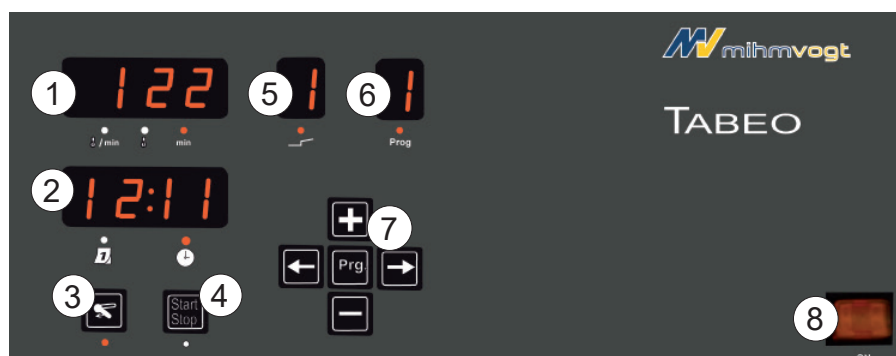 mihmvogt
TABEO
1
122
5
1
6
1
/min
min
Prog
2
12:11
7
Prg.
3
4
Start
Stop
8